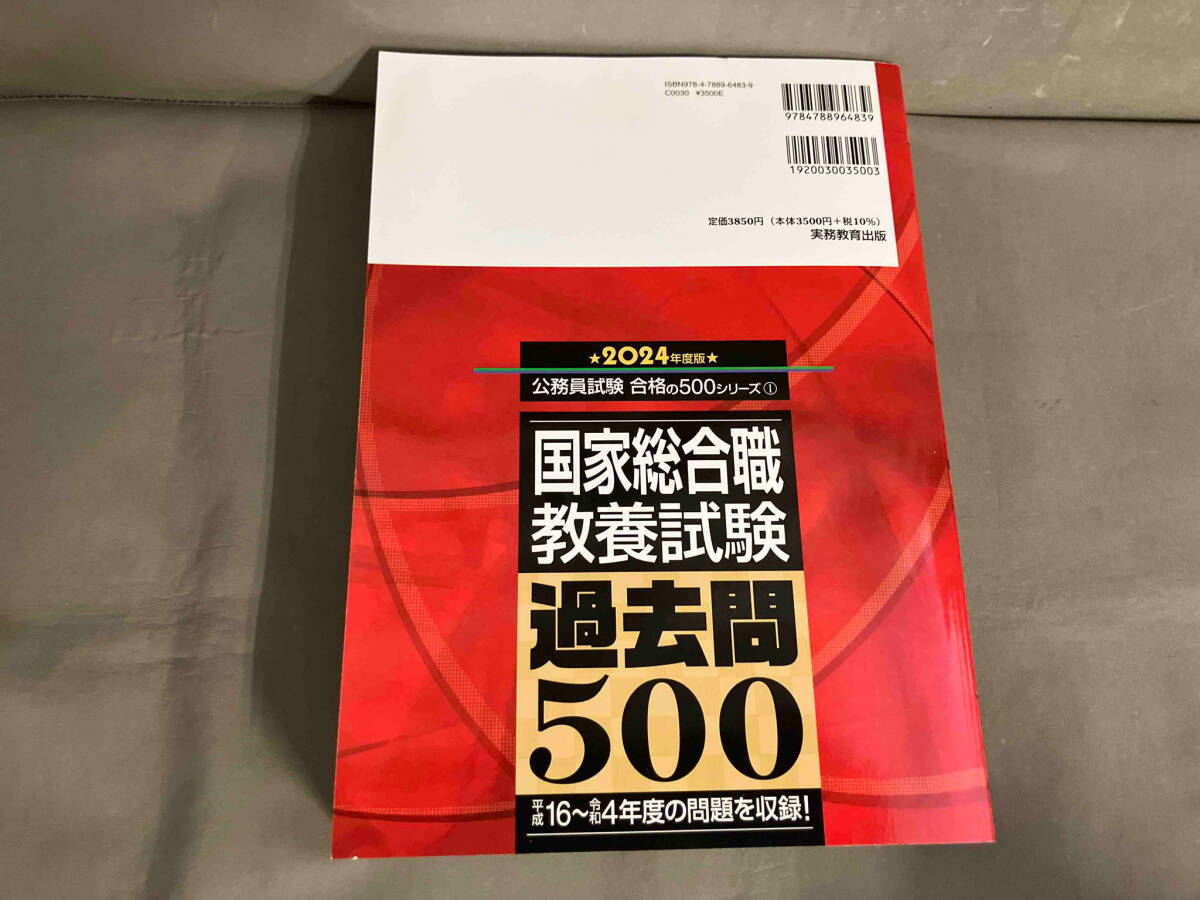 ISBN978-4-7889-6483-9
C0030 ¥3500E
9784788964839
1920030035003
定価3850円（本体3500円＋税10%）
実務教育出版
★2024年度版★
公務員試験 合格の500シリーズ①
国家総合職
教養試験
過去問
500
平成16〜令和4年度の問題を収録！